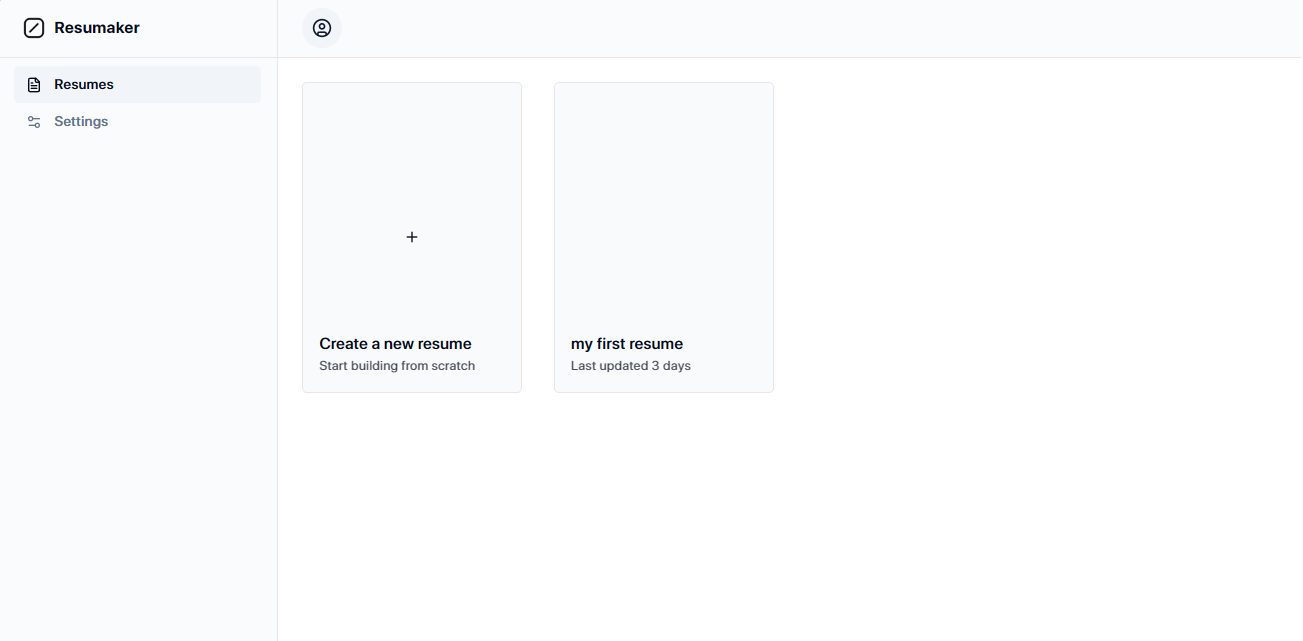 Resumaker
Resumes
Settings
Create a new resume
Start building from scratch
my first resume
Last updated 3 days